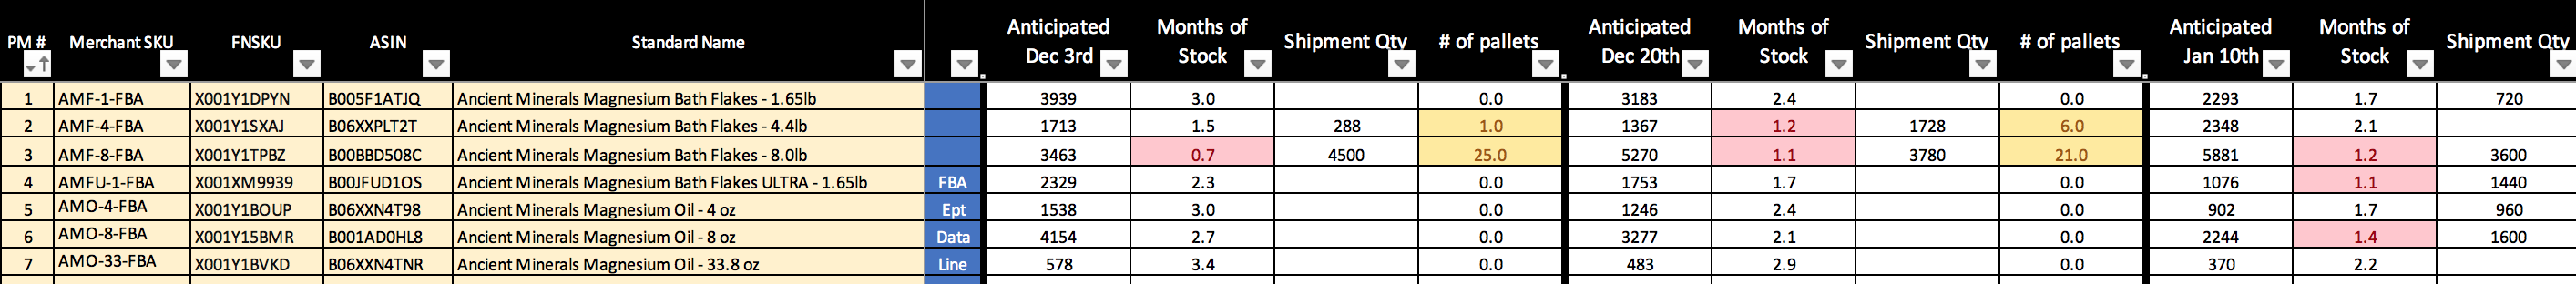 PM # Merchant SKU FNSKU ASIN Standard Name Anticipated Dec 3rd Months of Stock Shipment Qty # of pallets Anticipated Dec 20th Months of Stock Shipment Qty # of pallets Anticipated Jan 10th Months of Stock Shipment Qty
1 AMF-1-FBA X001Y1DPYN B005F1ATJQ Ancient Minerals Magnesium Bath Flakes - 1.65lb 3939 3.0 0.0 3183 2.4 0.0 2293 1.7 720
2 AMF-4-FBA X001Y1SXAJ B06XXPLT2T Ancient Minerals Magnesium Bath Flakes - 4.4lb 1713 1.5 288 1.0 1367 1.2 1728 6.0 2348 2.1
3 AMF-8-FBA X001Y1TPBZ B00BBD508C Ancient Minerals Magnesium Bath Flakes - 8.0lb 3463 0.7 4500 25.0 5270 1.1 3780 21.0 5881 1.2 3600
4 AMFU-1-FBA X001XM9939 B00JFUD1OS Ancient Minerals Magnesium Bath Flakes ULTRA - 1.65lb FBA 2329 2.3 0.0 1753 1.7 0.0 1076 1.1 1440
5 AMO-4-FBA X001Y1BOUP B06XXN4T98 Ancient Minerals Magnesium Oil - 4 oz Ept 1538 3.0 0.0 1246 2.4 0.0 902 1.7 960
6 AMO-8-FBA X001Y15BMR B001AD0HL8 Ancient Minerals Magnesium Oil - 8 oz Data 4154 2.7 0.0 3277 2.1 0.0 2244 1.4 1600
7 AMO-33-FBA X001Y1BVKD B06XXN4TNR Ancient Minerals Magnesium Oil - 33.8 oz Line 578 3.4 0.0 483 2.9 0.0 370 2.2